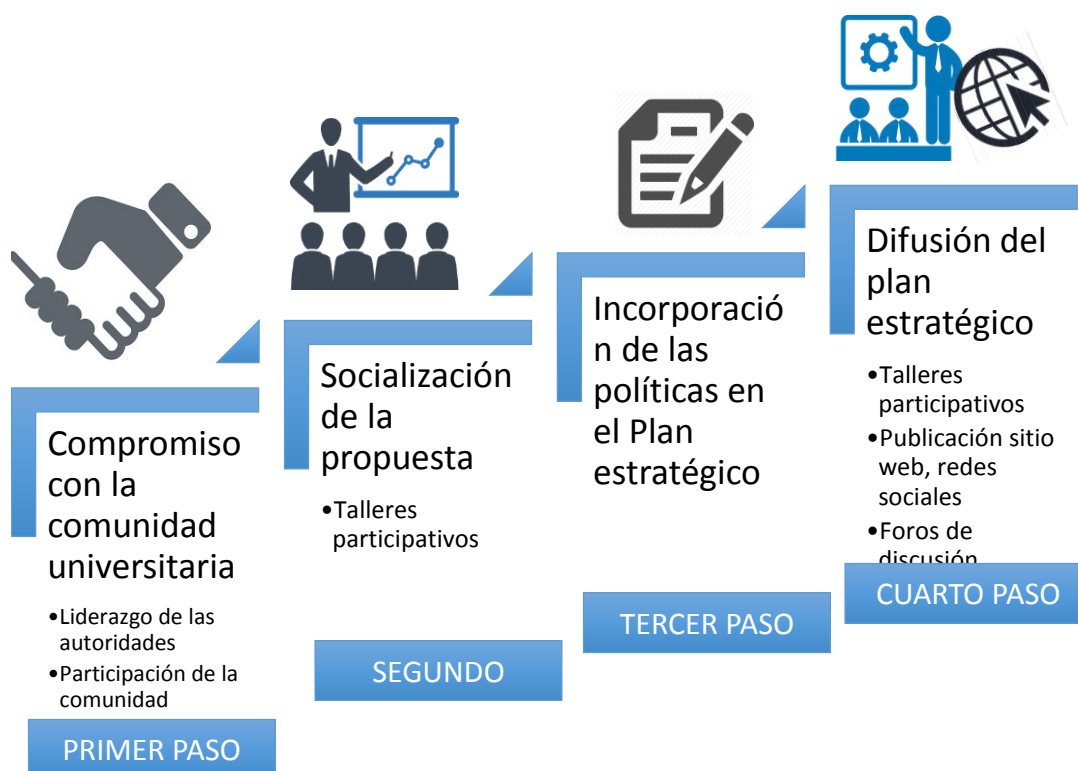 Compromiso
con la
comunidad
universitaria
•Liderazgo de las
autoridades
•Participación de la
comunidad
PRIMER PASO
Socialización
de la
propuesta
•Talleres
participativos
SEGUNDO
Incorporació
n de las
políticas en
el Plan
estratégico
TERCER PASO
Difusión del
plan
estratégico
•Talleres
participativos
•Publicación sitio
web, redes
sociales
•Foros de
discusión
CUARTO PASO